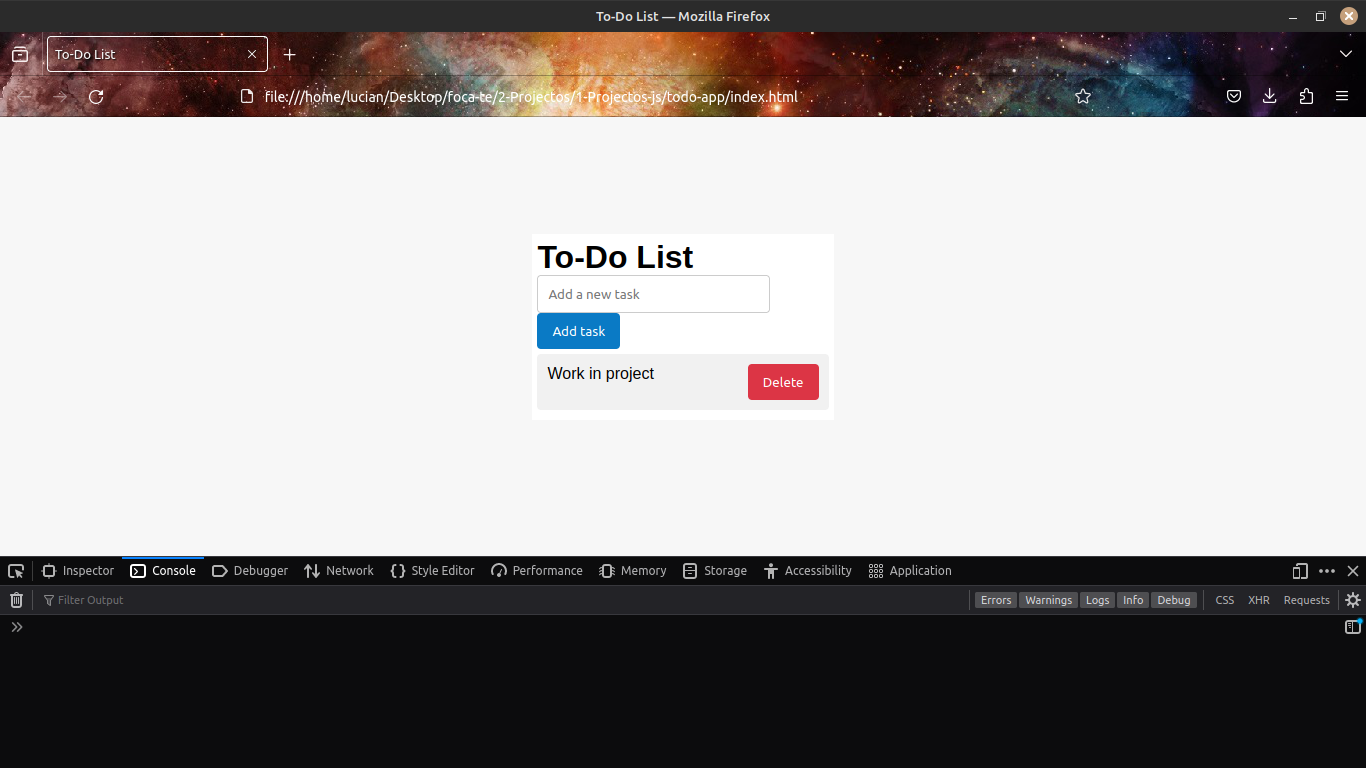 To-Do List — Mozilla Firefox
To-Do List
file:///home/lucian/Desktop/foca-te/2-Projectos/1-Projectos-js/todo-app/index.html
To-Do List
Add a new task
Add task
Work in project
Delete
Inspector Console Debugger Network Style Editor Performance Memory Storage Accessibility Application
Filter Output Errors Warnings Logs Info Debug CSS XHR Requests